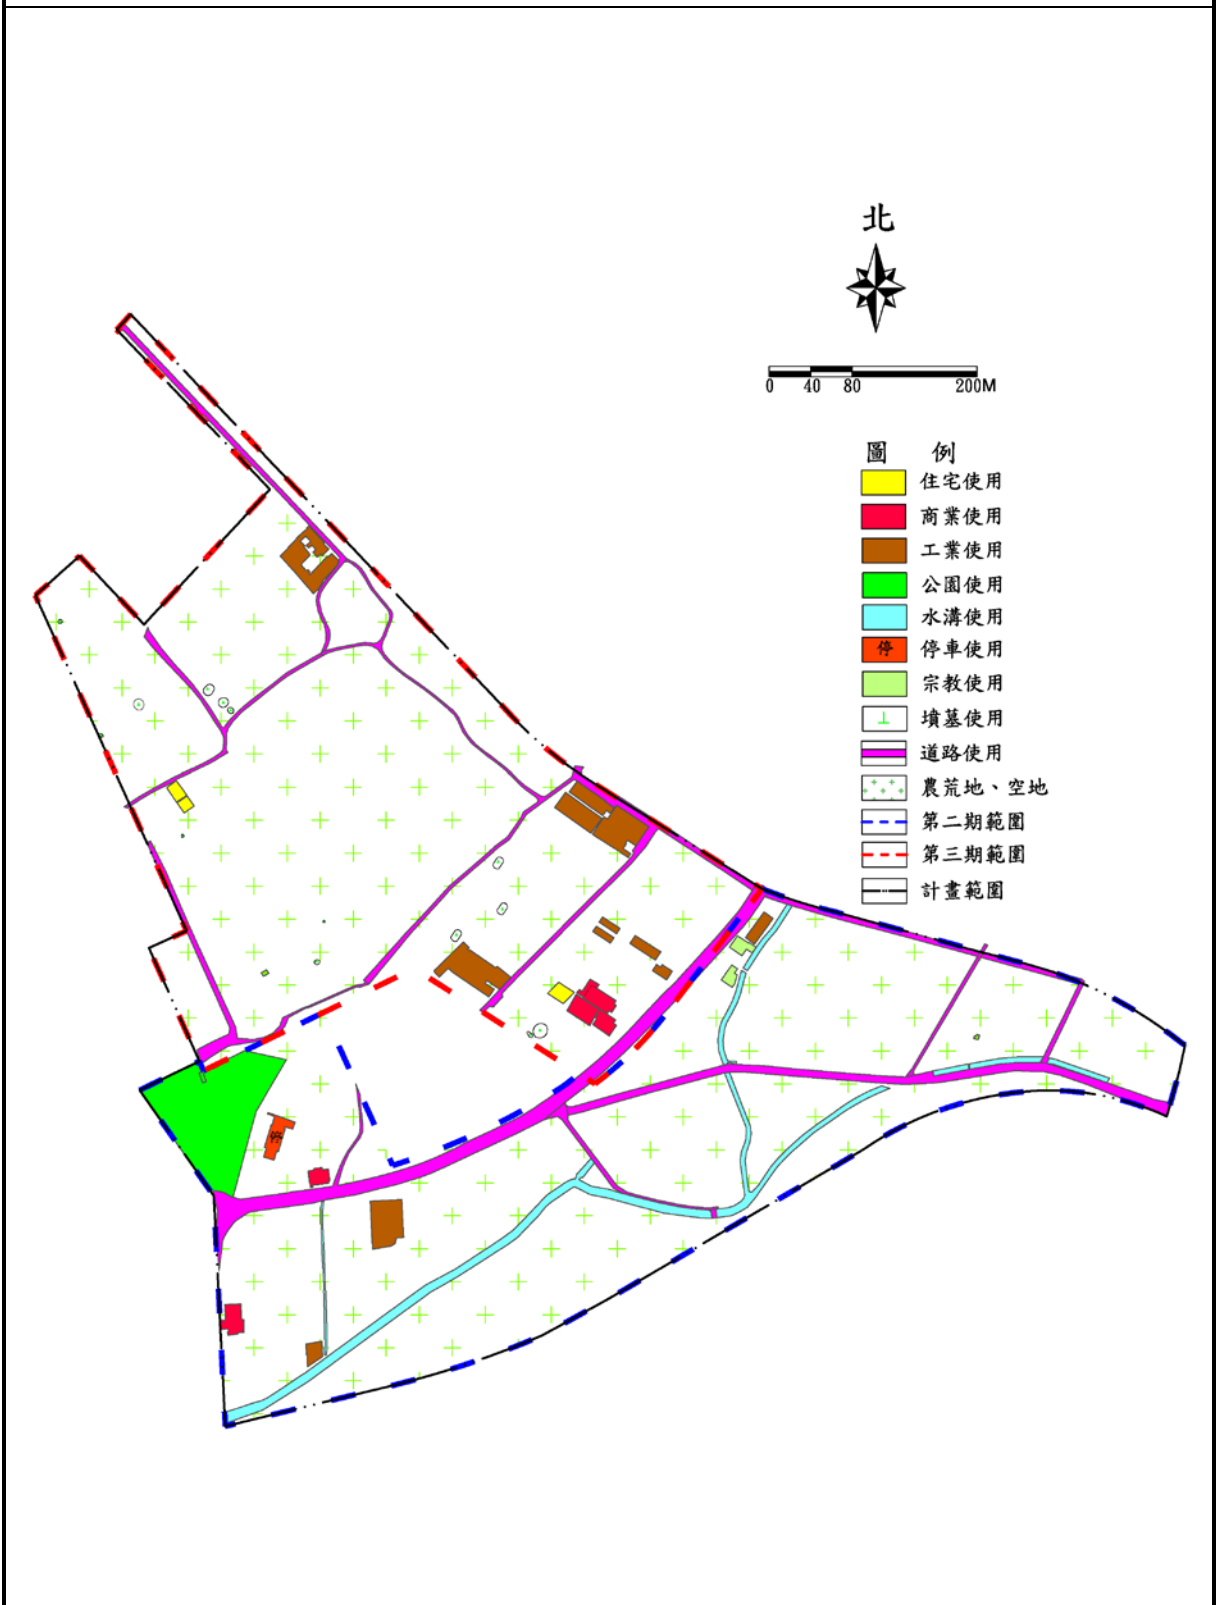 北
0 40 80 200M
圖 例
住宅使用
商業使用
工業使用
公園使用
水溝使用
停 停車使用
宗教使用
墳墓使用
道路使用
農荒地、空地
第二期範圍
第三期範圍
計畫範圍
停